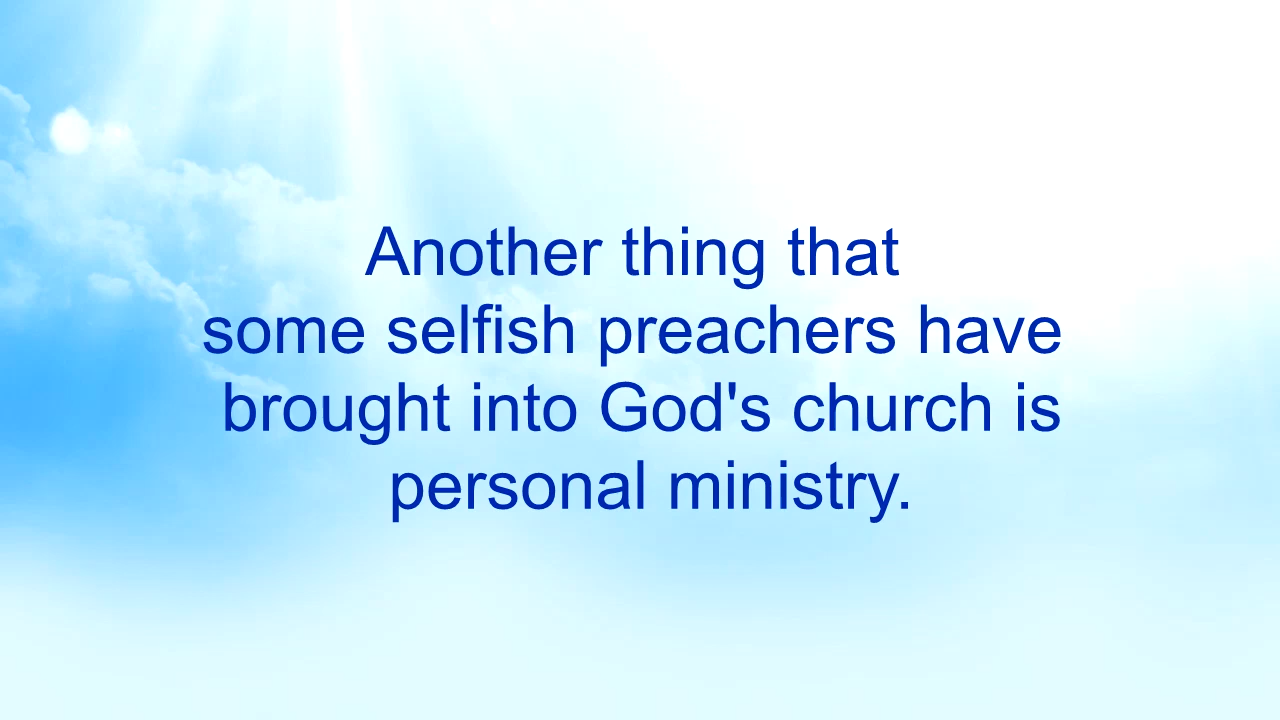 Another thing that
some selfish preachers have
brought into God's church is
personal ministry.